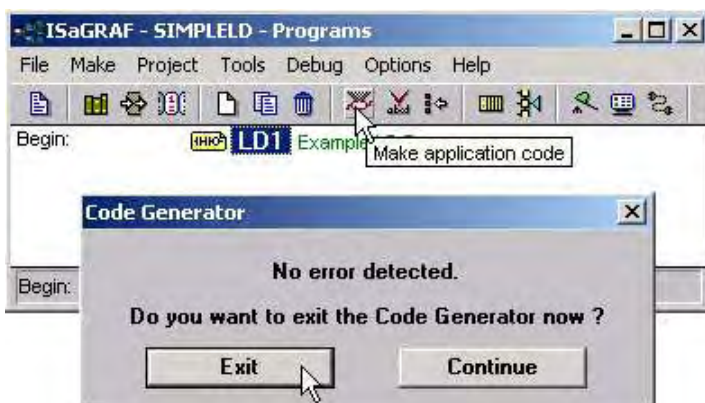 ISaGRAF - SIMPLELD - Programs
File Make Project Tools Debug Options Help
Begin: LD1 Example
Make application code
Code Generator
No error detected.
Begin:
Do you want to exit the Code Generator now ?
Exit Continue